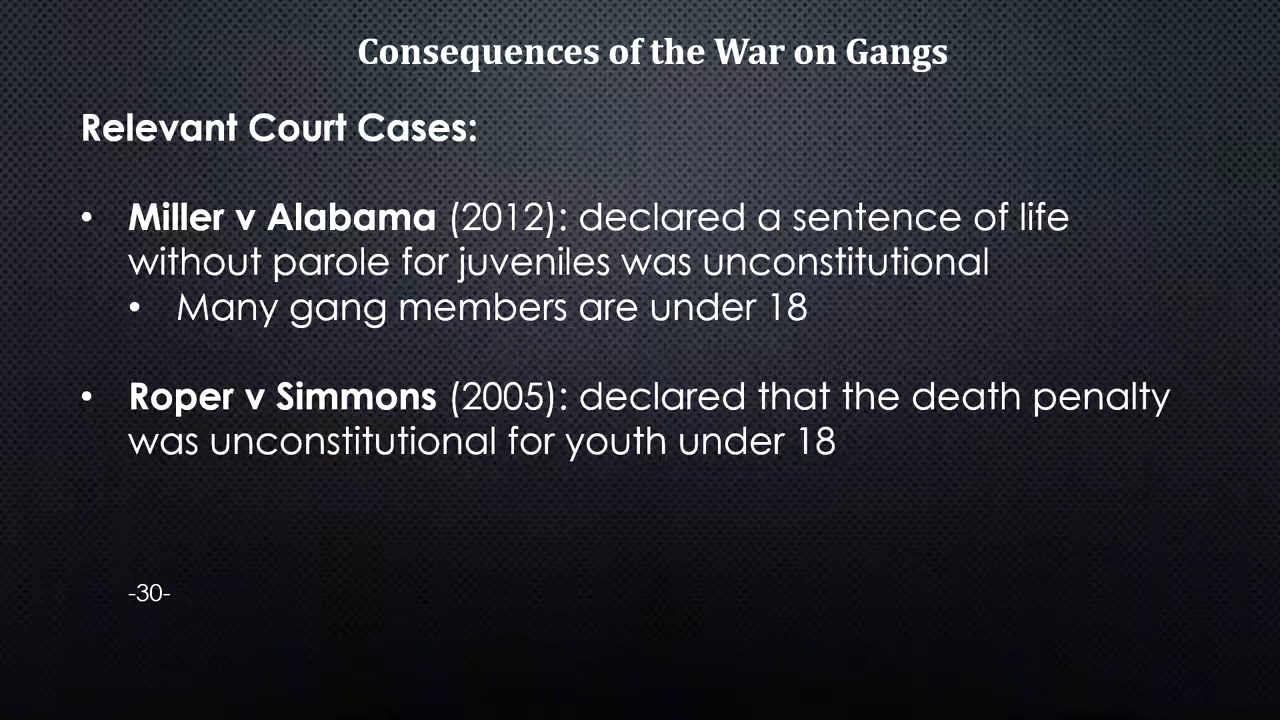 Consequences of the War on Gangs
Relevant Court Cases:
• Miller v Alabama (2012): declared a sentence of life
without parole for juveniles was unconstitutional
• Many gang members are under 18
• Roper v Simmons (2005): declared that the death penalty
was unconstitutional for youth under 18
-30-